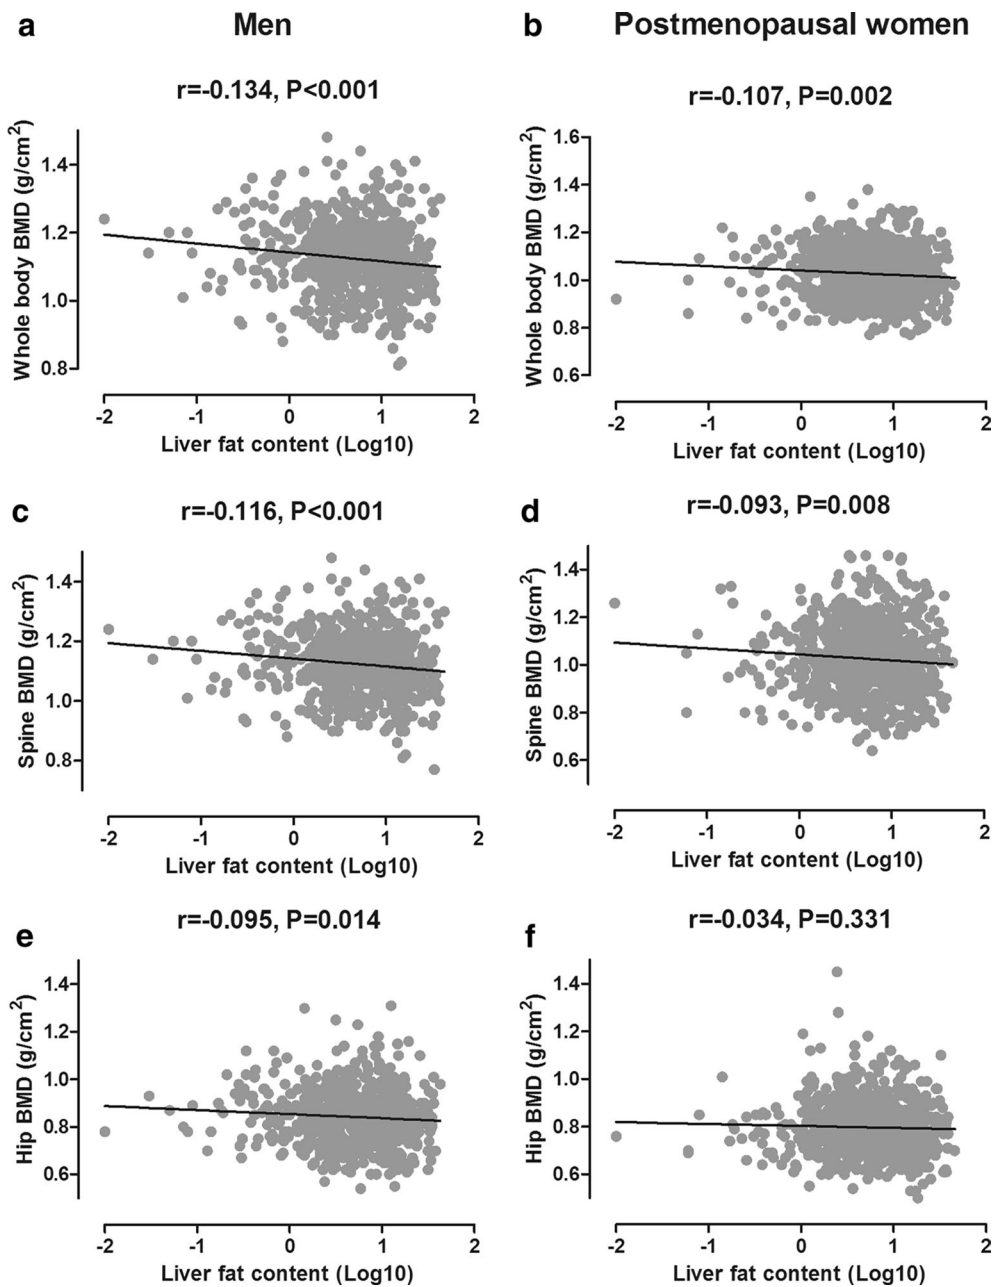 a Men b Postmenopausal women
r=-0.134, P<0.001
Whole body BMD (g/cm²)
1.4
1.2
1.0
0.8
-2 -1 0 1 2
Liver fat content (Log10)
r=-0.107, P=0.002
Whole body BMD (g/cm²)
1.6
1.4
1.2
1.0
0.8
0.6
-2 -1 0 1 2
Liver fat content (Log10)
c
r=-0.116, P<0.001
Spine BMD (g/cm²)
1.4
1.2
1.0
0.8
-2 -1 0 1 2
Liver fat content (Log10)
d
r=-0.093, P=0.008
Spine BMD (g/cm²)
1.4
1.2
1.0
0.8
0.6
-2 -1 0 1 2
Liver fat content (Log10)
e
r=-0.095, P=0.014
Hip BMD (g/cm²)
1.4
1.2
1.0
0.8
0.6
-2 -1 0 1 2
Liver fat content (Log10)
f
r=-0.034, P=0.331
Hip BMD (g/cm²)
1.4
1.2
1.0
0.8
0.6
-2 -1 0 1 2
Liver fat content (Log10)